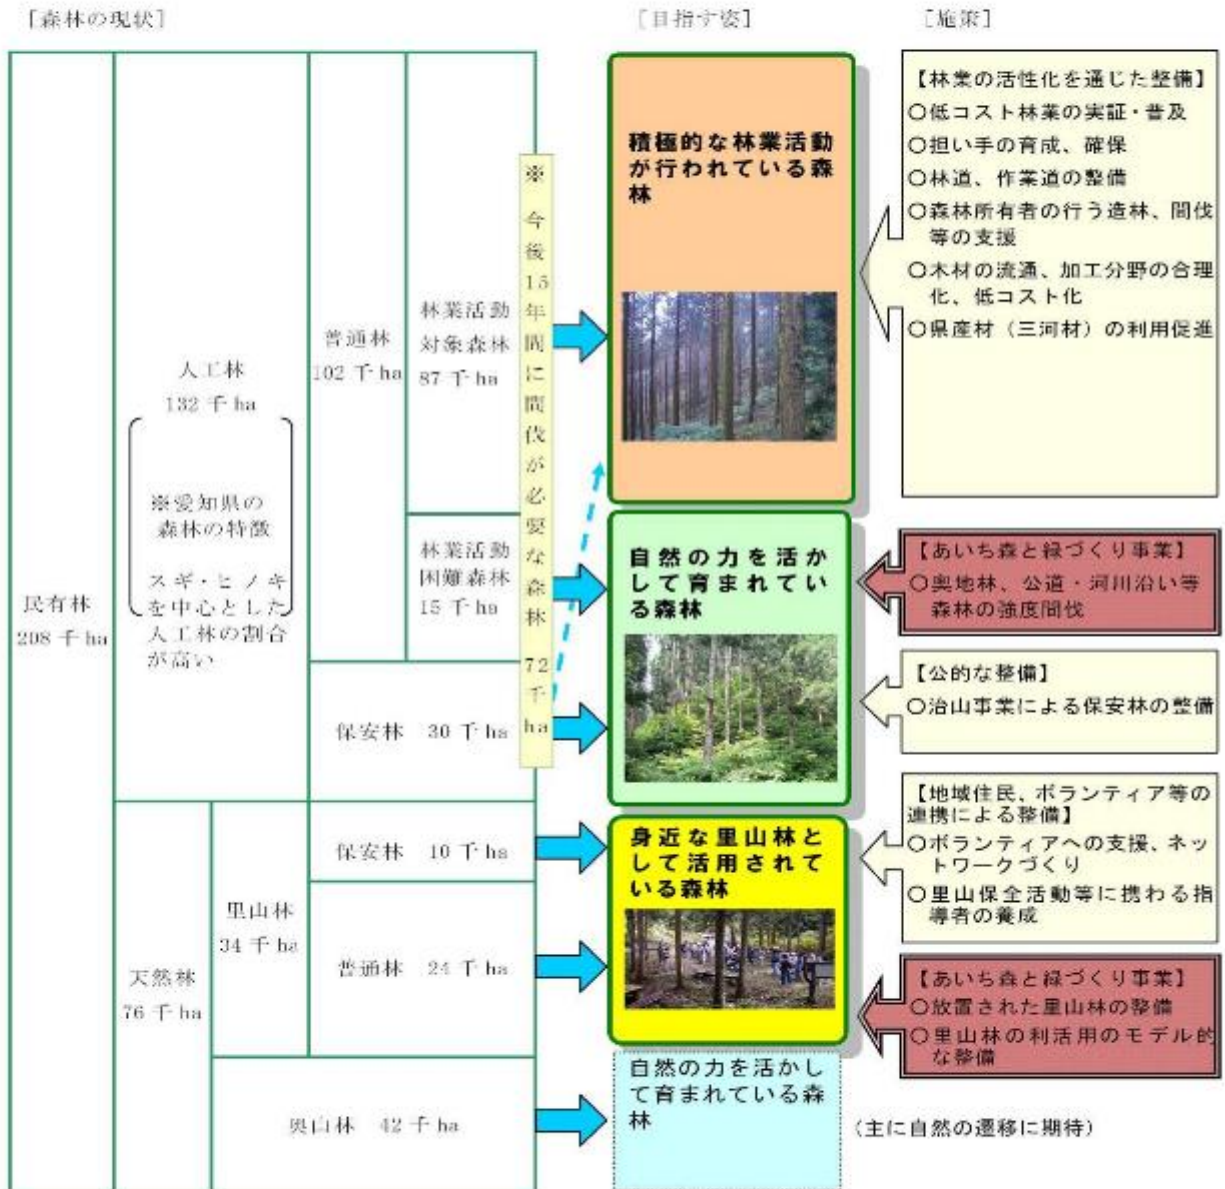 ［森林の現状］
［目指す姿］
［施策］
民有林
208 千 ha
人工林
132 千 ha
※愛知県の
森林の特徴
スギ・ヒノキ
を中心とした
人工林の割合
が高い
普通林
102 千 ha
林業活動
対象森林
87 千 ha
林業活動
困難森林
15 千 ha
保安林　30 千 ha
※ 今後15年間に間伐が必要な森林 72千ha
天然林
76 千 ha
里山林
34 千 ha
保安林　10 千 ha
普通林　24 千 ha
奥山林　42 千 ha
積極的な林業活動
が行われている森
林
自然の力を活か
して育まれてい
る森林
身近な里山林と
して活用されて
いる森林
自然の力を活かし
て育まれている森
林
【林業の活性化を通じた整備】
○低コスト林業の実証・普及
○担い手の育成、確保
○林道、作業道の整備
○森林所有者の行う造林、間伐
等の支援
○木材の流通、加工分野の合理
化、低コスト化
○県産材（三河材）の利用促進
【あいち森と緑づくり事業】
○奥地林、公道・河川沿い等
森林の強度間伐
【公的な整備】
○治山事業による保安林の整備
【地域住民、ボランティア等の
連携による整備】
○ボランティアへの支援、ネッ
トワークづくり
○里山保全活動等に携わる指
導者の養成
【あいち森と緑づくり事業】
○放置された里山林の整備
○里山林の利活用のモデル的
な整備
（主に自然の遷移に期待）